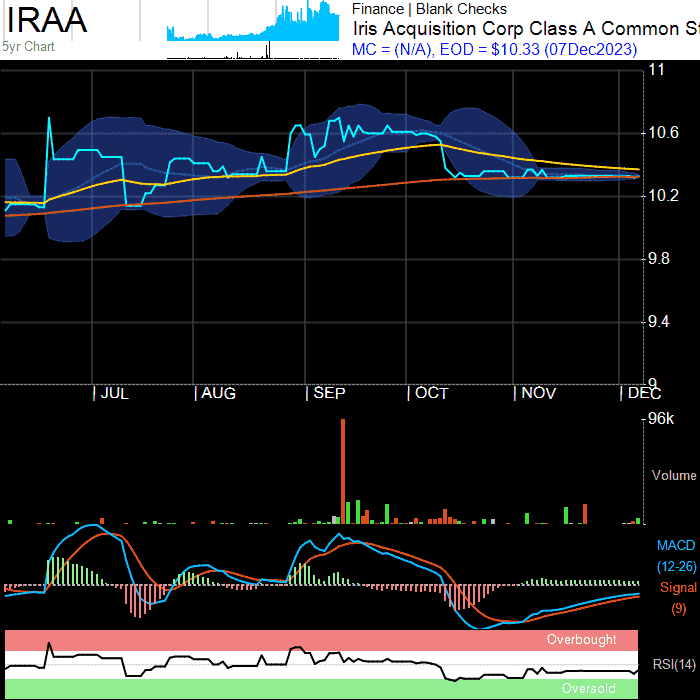 IRAA
5yr Chart
Finance | Blank Checks
Iris Acquisition Corp Class A Common St
MC = (N/A), EOD = $10.33 (07Dec2023)
11
10.6
10.2
9.8
9.4
9
| JUL | AUG | SEP | OCT | NOV | DEC
96k
Volume
MACD
(12-26)
Signal
(9)
Overbought
RSI(14)
Oversold